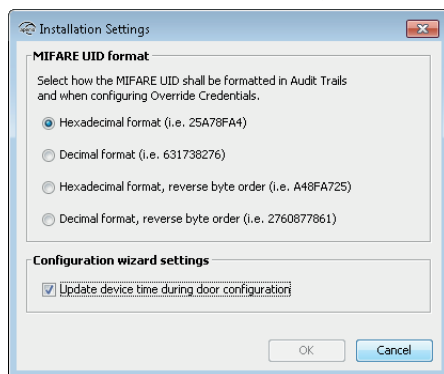 Installation Settings
MIFARE UID format
Select how the MIFARE UID shall be formatted in Audit Trails
and when configuring Override Credentials.
Hexadecimal format (i.e. 25A78FA4)
Decimal format (i.e. 631738276)
Hexadecimal format, reverse byte order (i.e. A48FA725)
Decimal format, reverse byte order (i.e. 2760877861)
Configuration wizard settings
Update device time during door configuration
OK Cancel